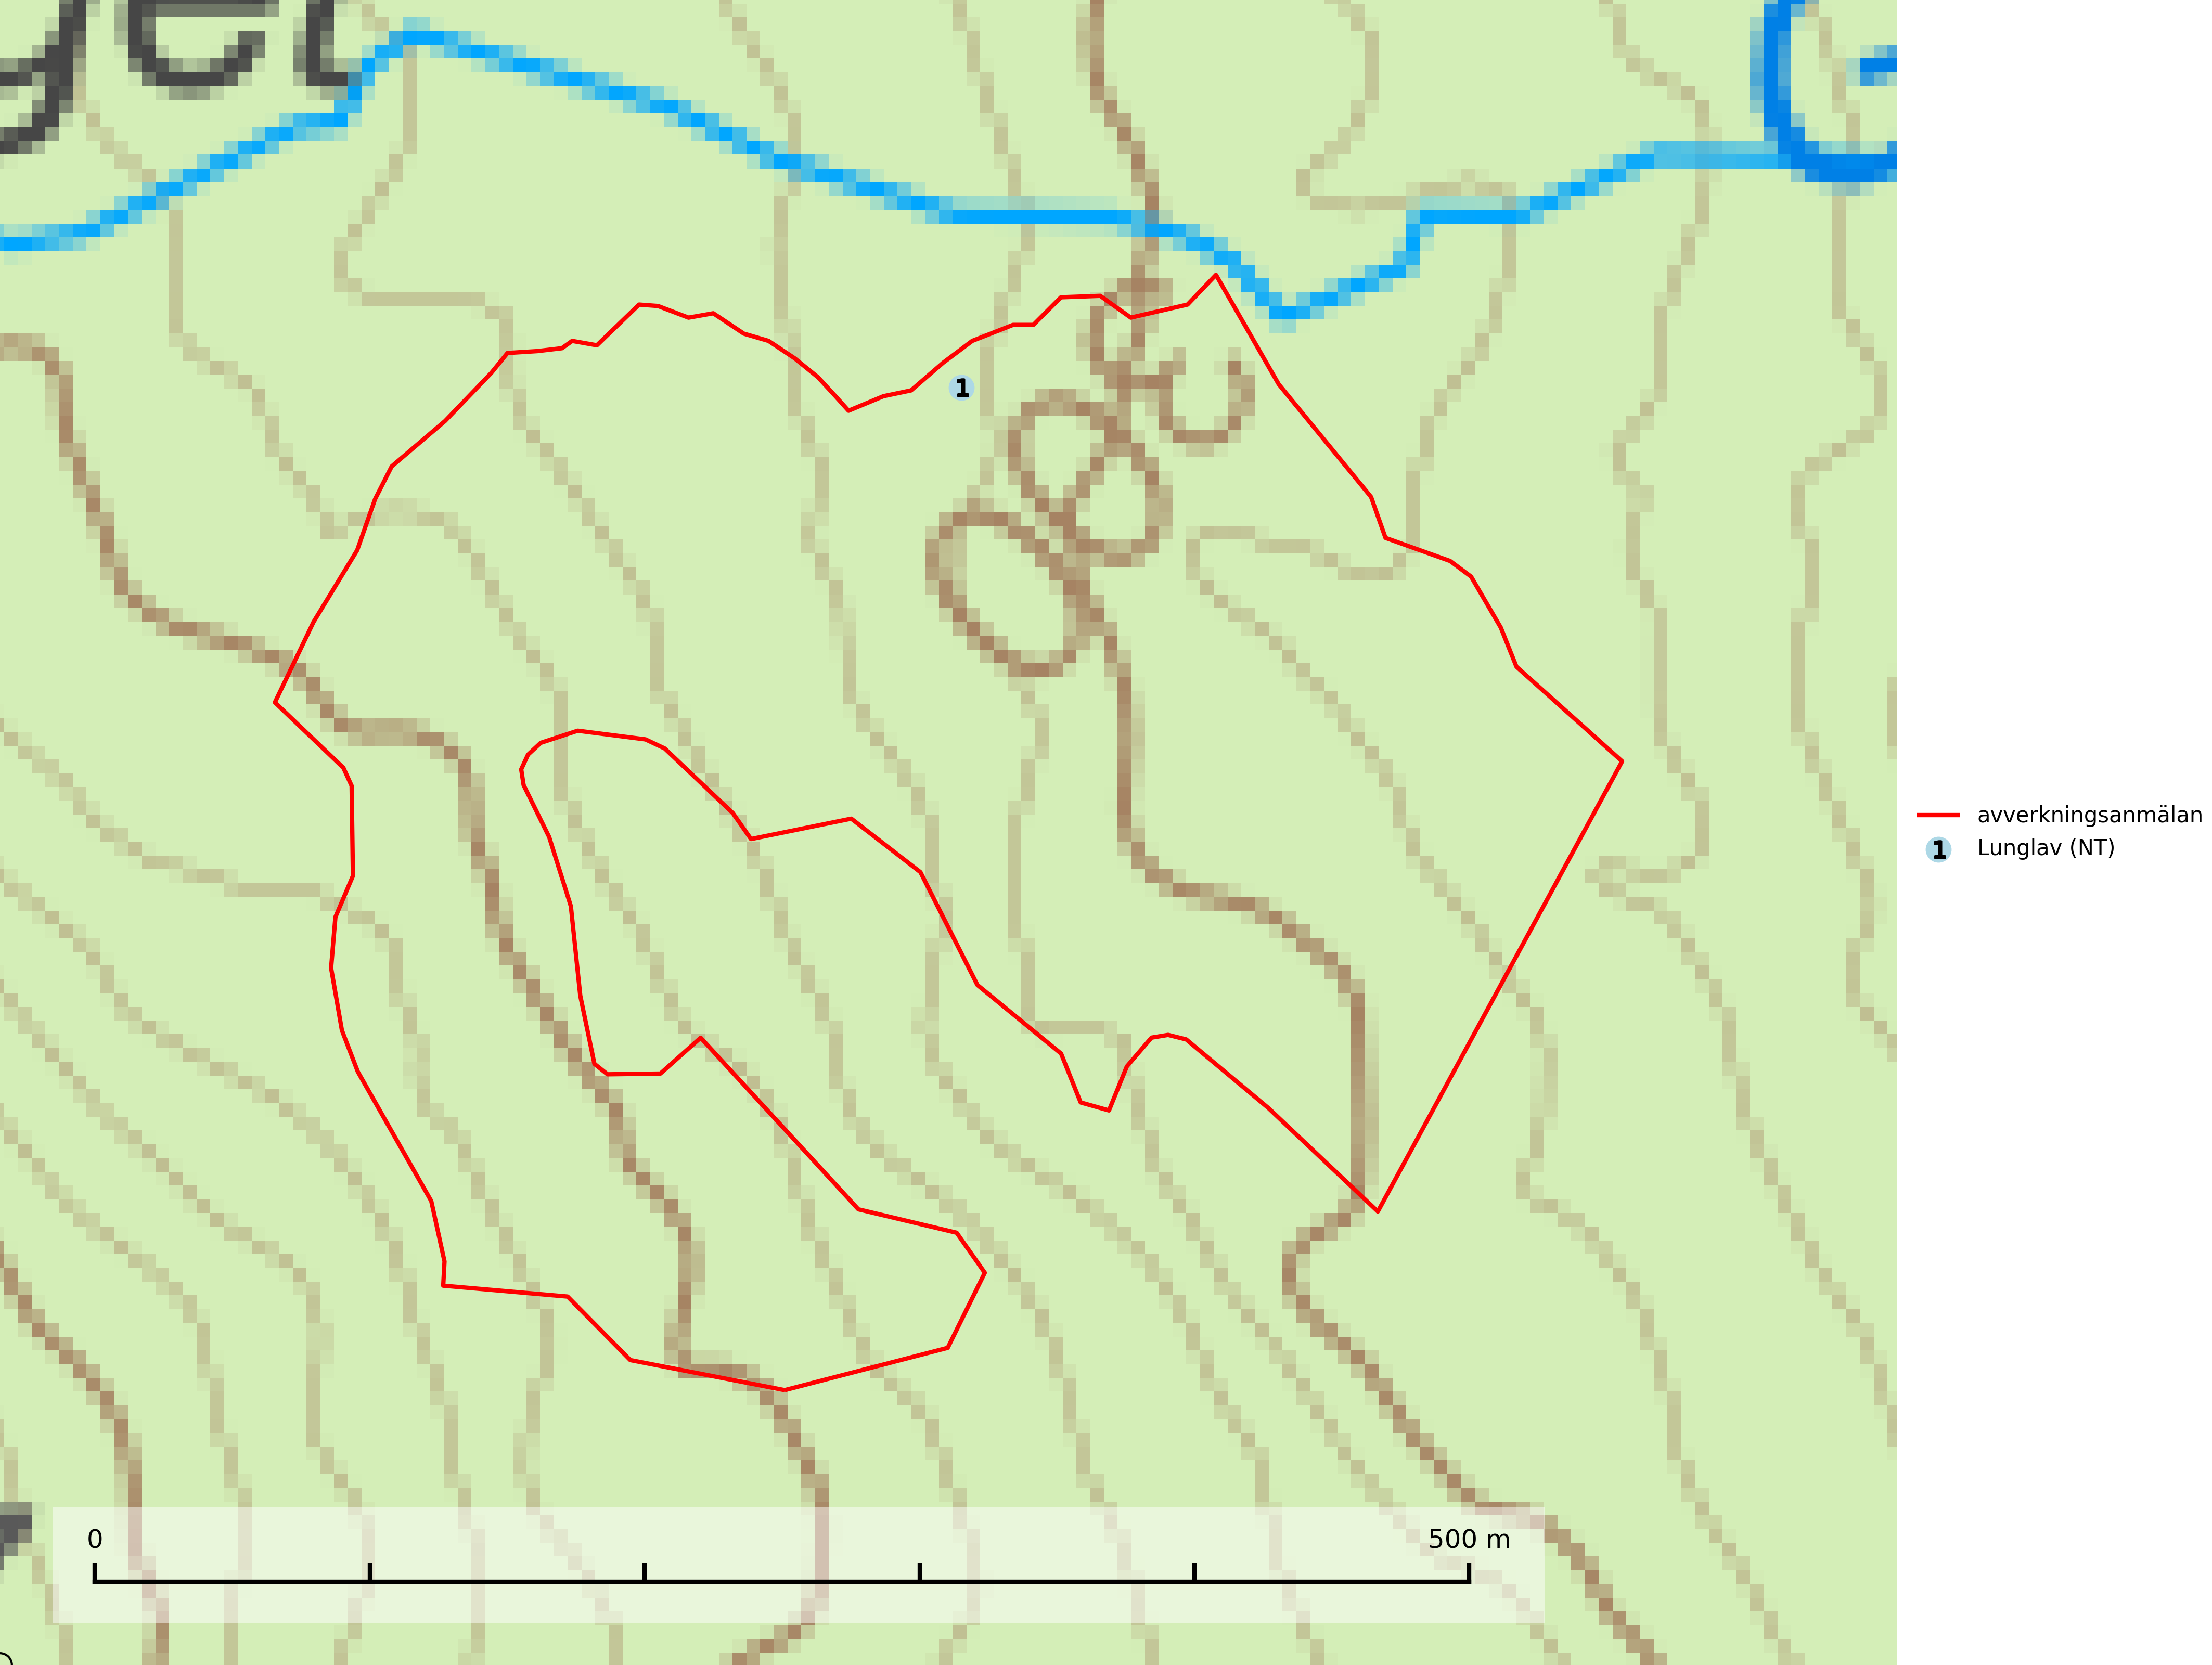 1
avverkningsanmälan
1 Lunglav (NT)
0 500 m